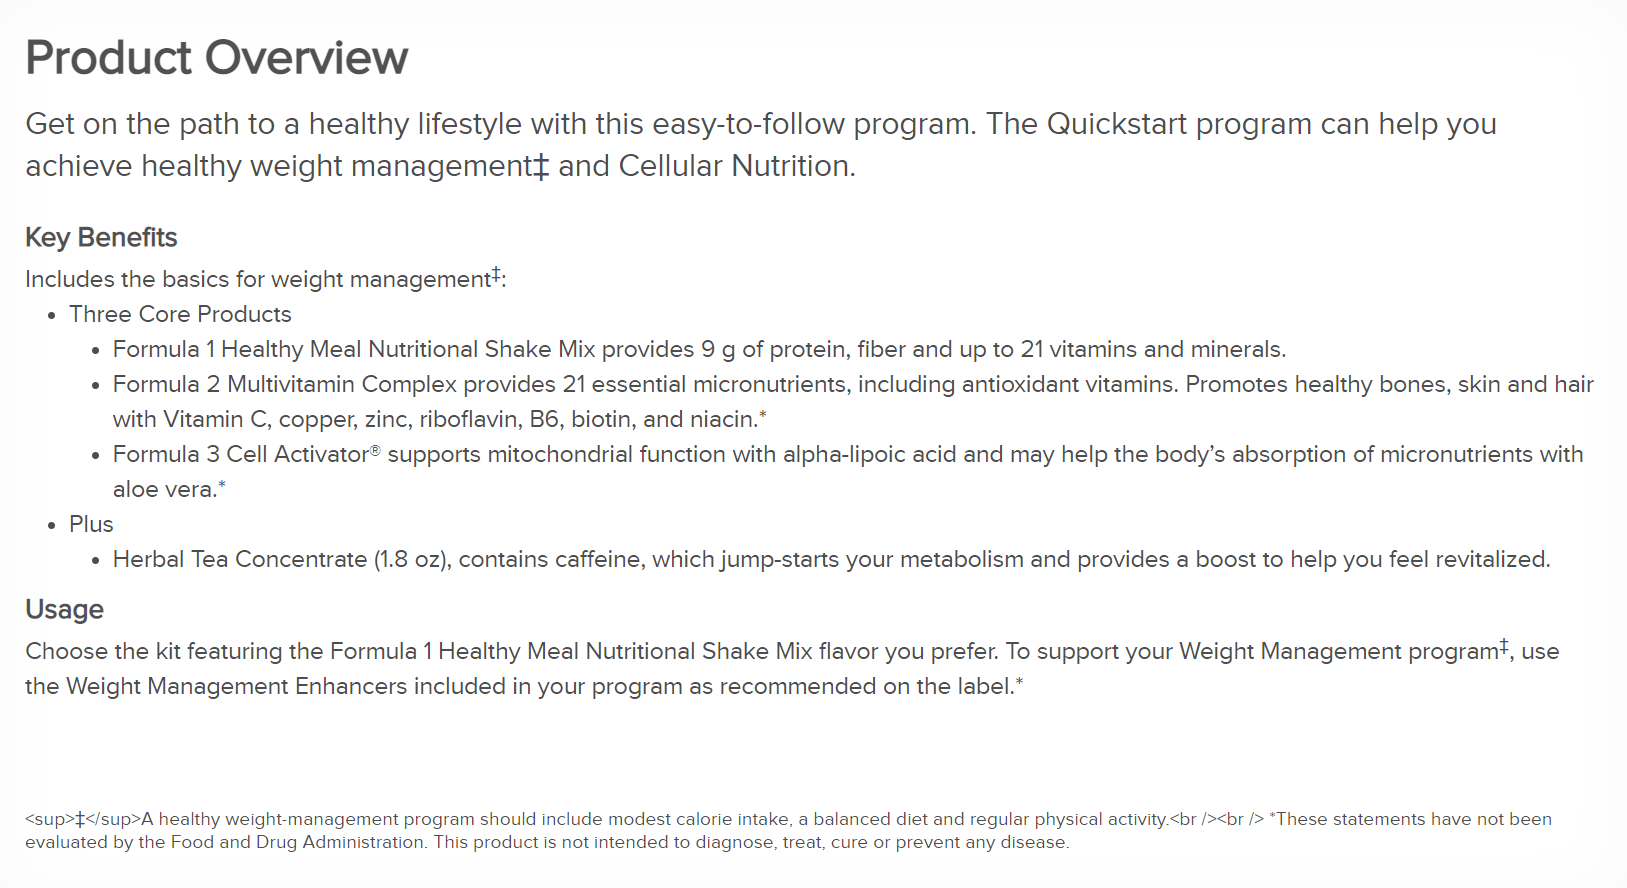 Product Overview
Get on the path to a healthy lifestyle with this easy-to-follow program. The Quickstart program can help you
achieve healthy weight management‡ and Cellular Nutrition.
Key Benefits
Includes the basics for weight management‡:
• Three Core Products
• Formula 1 Healthy Meal Nutritional Shake Mix provides 9 g of protein, fiber and up to 21 vitamins and minerals.
• Formula 2 Multivitamin Complex provides 21 essential micronutrients, including antioxidant vitamins. Promotes healthy bones, skin and hair
with Vitamin C, copper, zinc, riboflavin, B6, biotin, and niacin.*
• Formula 3 Cell Activator® supports mitochondrial function with alpha-lipoic acid and may help the body’s absorption of micronutrients with
aloe vera.*
• Plus
• Herbal Tea Concentrate (1.8 oz), contains caffeine, which jump-starts your metabolism and provides a boost to help you feel revitalized.
Usage
Choose the kit featuring the Formula 1 Healthy Meal Nutritional Shake Mix flavor you prefer. To support your Weight Management program‡, use
the Weight Management Enhancers included in your program as recommended on the label.*
<sup>‡</sup>A healthy weight-management program should include modest calorie intake, a balanced diet and regular physical activity.<br /><br /> *These statements have not been
evaluated by the Food and Drug Administration. This product is not intended to diagnose, treat, cure or prevent any disease.